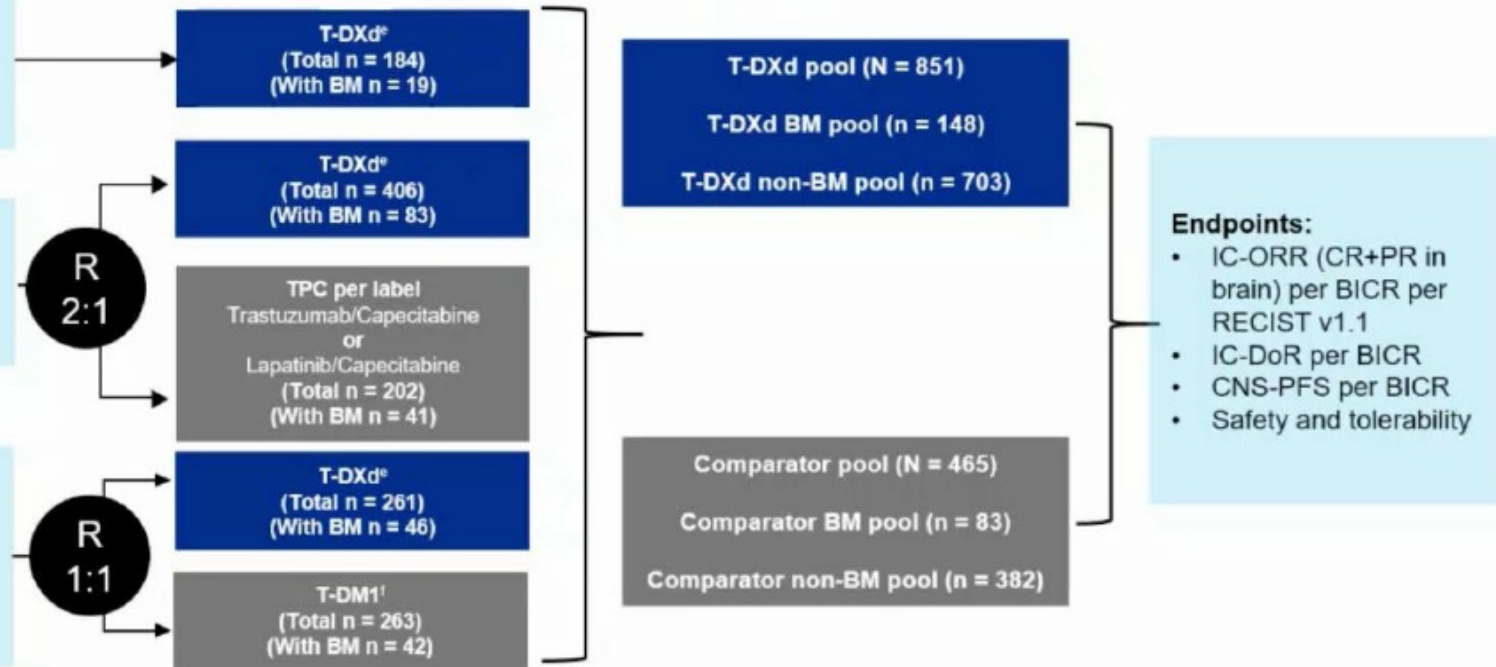 T-DXdᵉ
(Total n = 184)
(With BM n = 19)
T-DXdᵉ
(Total n = 406)
(With BM n = 83)
R
2:1
TPC per label
Trastuzumab/Capecitabine
or
Lapatinib/Capecitabine
(Total n = 202)
(With BM n = 41)
T-DXdᵉ
(Total n = 261)
(With BM n = 46)
R
1:1
T-DM1ᶠ
(Total n = 263)
(With BM n = 42)
T-DXd pool (N = 851)
T-DXd BM pool (n = 148)
T-DXd non-BM pool (n = 703)
Comparator pool (N = 465)
Comparator BM pool (n = 83)
Comparator non-BM pool (n = 382)
Endpoints:
• IC-ORR (CR+PR in
brain) per BICR per
RECIST v1.1
• IC-DoR per BICR
• CNS-PFS per BICR
• Safety and tolerability